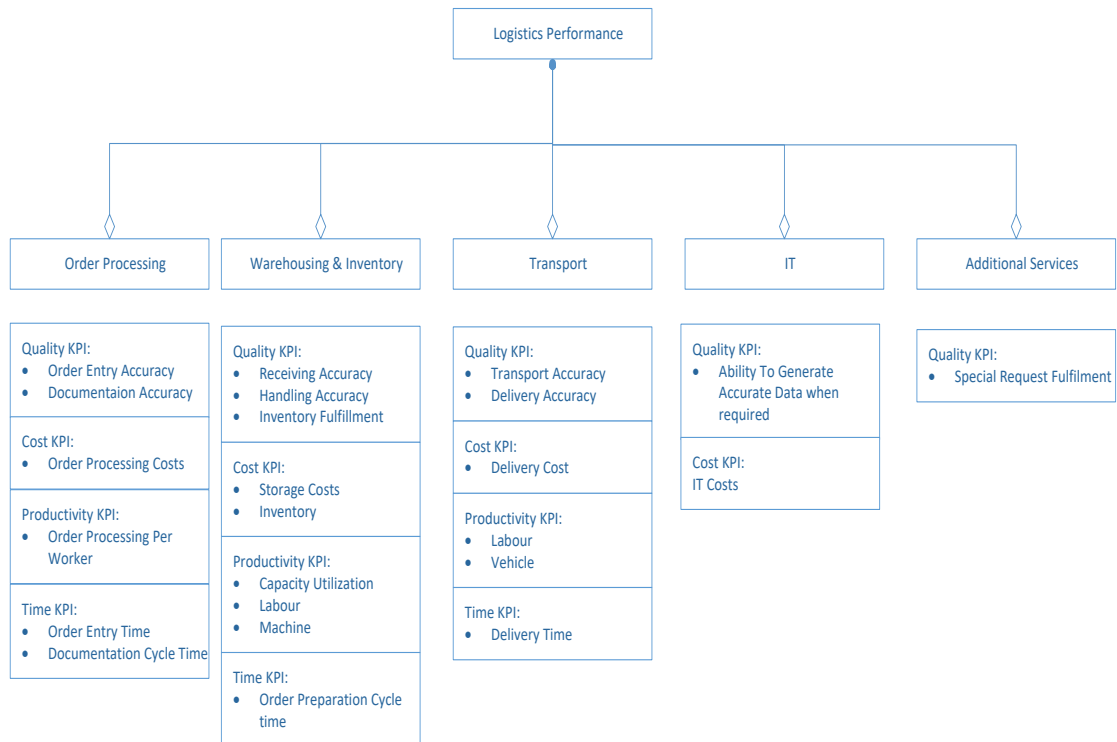 Logistics Performance
Order Processing
Warehousing & Inventory
Transport
IT
Additional Services
Quality KPI:
• Order Entry Accuracy
• Documentaion Accuracy
Cost KPI:
• Order Processing Costs
Productivity KPI:
• Order Processing Per
Worker
Time KPI:
• Order Entry Time
• Documentation Cycle Time
Quality KPI:
• Receiving Accuracy
• Handling Accuracy
• Inventory Fulfillment
Cost KPI:
• Storage Costs
• Inventory
Productivity KPI:
• Capacity Utilization
• Labour
• Machine
Time KPI:
• Order Preparation Cycle
time
Quality KPI:
• Transport Accuracy
• Delivery Accuracy
Cost KPI:
• Delivery Cost
Productivity KPI:
• Labour
• Vehicle
Time KPI:
• Delivery Time
Quality KPI:
• Ability To Generate
Accurate Data when
required
Cost KPI:
IT Costs
Quality KPI:
• Special Request Fulfilment